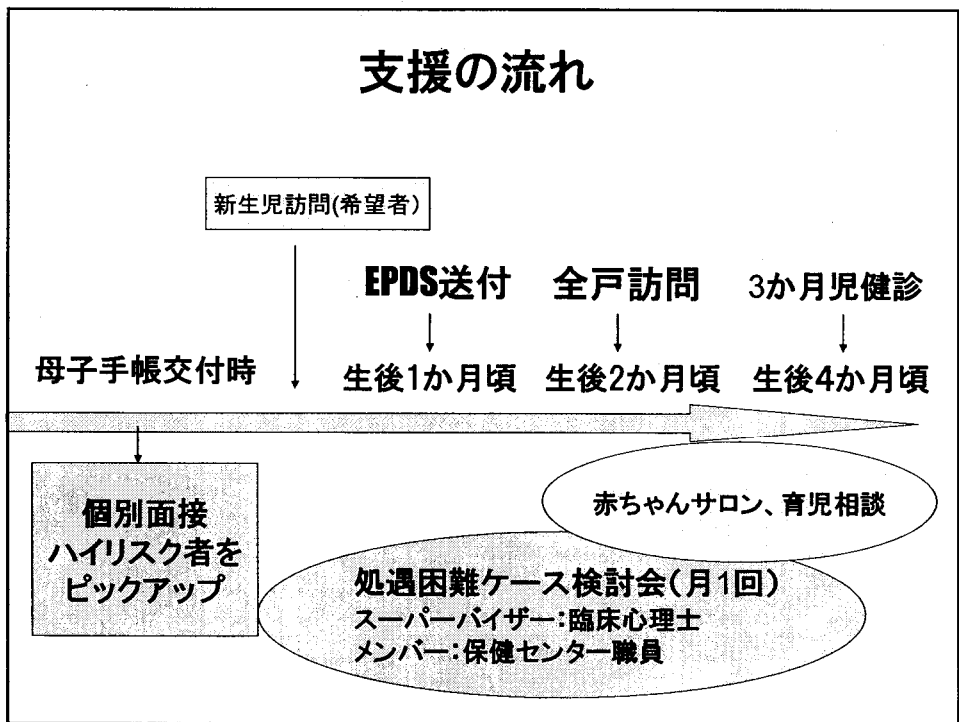 支援の流れ
新生児訪問(希望者)
EPDS送付
全戸訪問
3か月児健診
母子手帳交付時
生後1か月頃
生後2か月頃
生後4か月頃
個別面接
ハイリスク者を
ピックアップ
赤ちゃんサロン、育児相談
処遇困難ケース検討会(月1回)
スーパーバイザー:臨床心理士
メンバー:保健センター職員